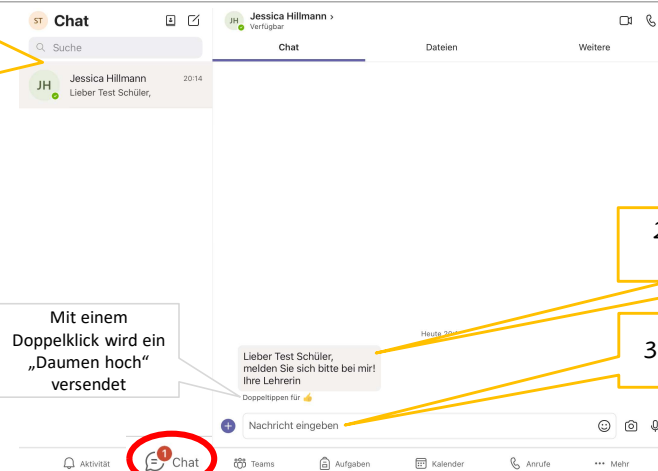 ST Chat
Suche
JH Jessica Hillmann 20:14
Lieber Test Schüler,
JH Jessica Hillmann ›
Verfügbar
Chat Dateien Weitere
2
3
Mit einem
Doppelklick wird ein
„Daumen hoch“
versendet
Heute
Lieber Test Schüler,
melden Sie sich bitte bei mir!
Ihre Lehrerin
Doppeltippen für 👍
Nachricht eingeben
Aktivität 1 Chat Teams Aufgaben Kalender Anrufe Mehr